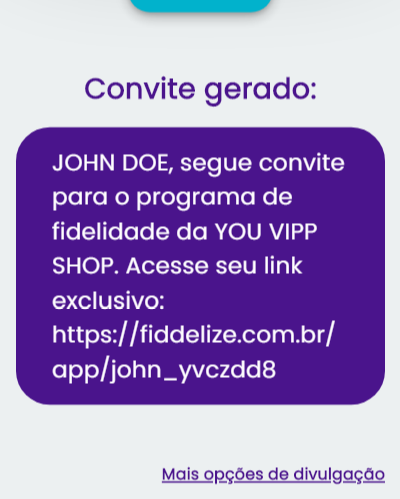 Convite gerado:
JOHN DOE, segue convite
para o programa de
fidelidade da YOU VIPP
SHOP. Acesse seu link
exclusivo:
https://fiddelize.com.br/
app/john_yvczdd8
Mais opções de divulgação